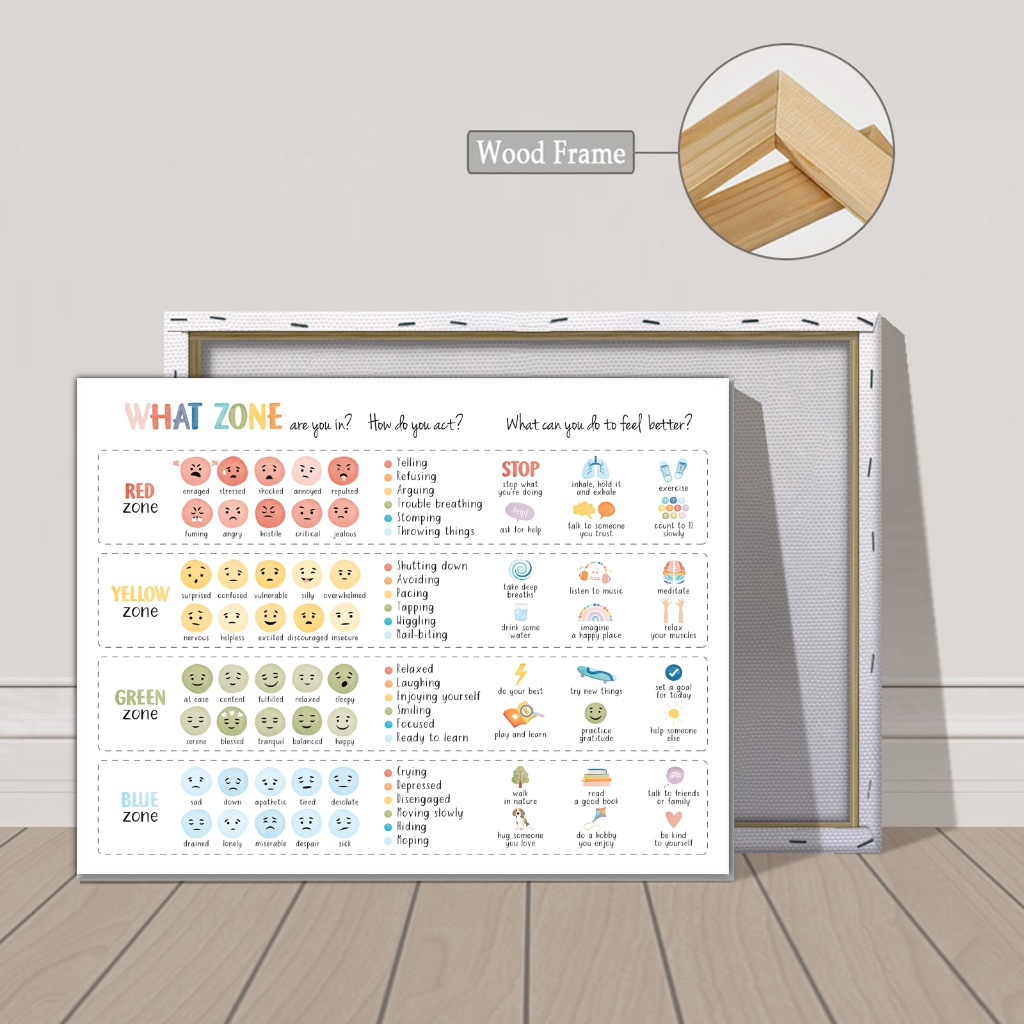 Wood Frame
WHAT ZONE are you in? How do you act? What can you do to feel better?
RED
zone
enraged stressed shocked annoyed repulsed
fuming angry hostile critical jealous
Yelling
Refusing
Arguing
Trouble breathing
Stomping
Throwing things
STOP
stop what
you're doing
inhale, hold it
and exhale
exercise
Help!
ask for help
talk to someone
you trust
count to 10
slowly
YELLOW
zone
surprised confused vulnerable silly overwhelmed
nervous helpless excited discouraged insecure
Shutting down
Avoiding
Pacing
Tapping
Wiggling
Nail-biting
take deep
breaths
listen to music
meditate
drink some
water
imagine
a happy place
relax
your muscles
GREEN
zone
at ease content fulfilled relaxed sleepy
serene blessed tranquil balanced happy
Relaxed
Laughing
Enjoying yourself
Smiling
Focused
Ready to learn
do your best
try new things
set a goal
for today
play and learn
practice
gratitude
help someone
else
BLUE
zone
sad down apathetic tired desolate
drained lonely miserable despair sick
Crying
Depressed
Disengaged
Moving slowly
Hiding
Moping
walk
in nature
read
a good book
talk to friends
or family
hug someone
you love
do a hobby
you enjoy
be kind
to yourself